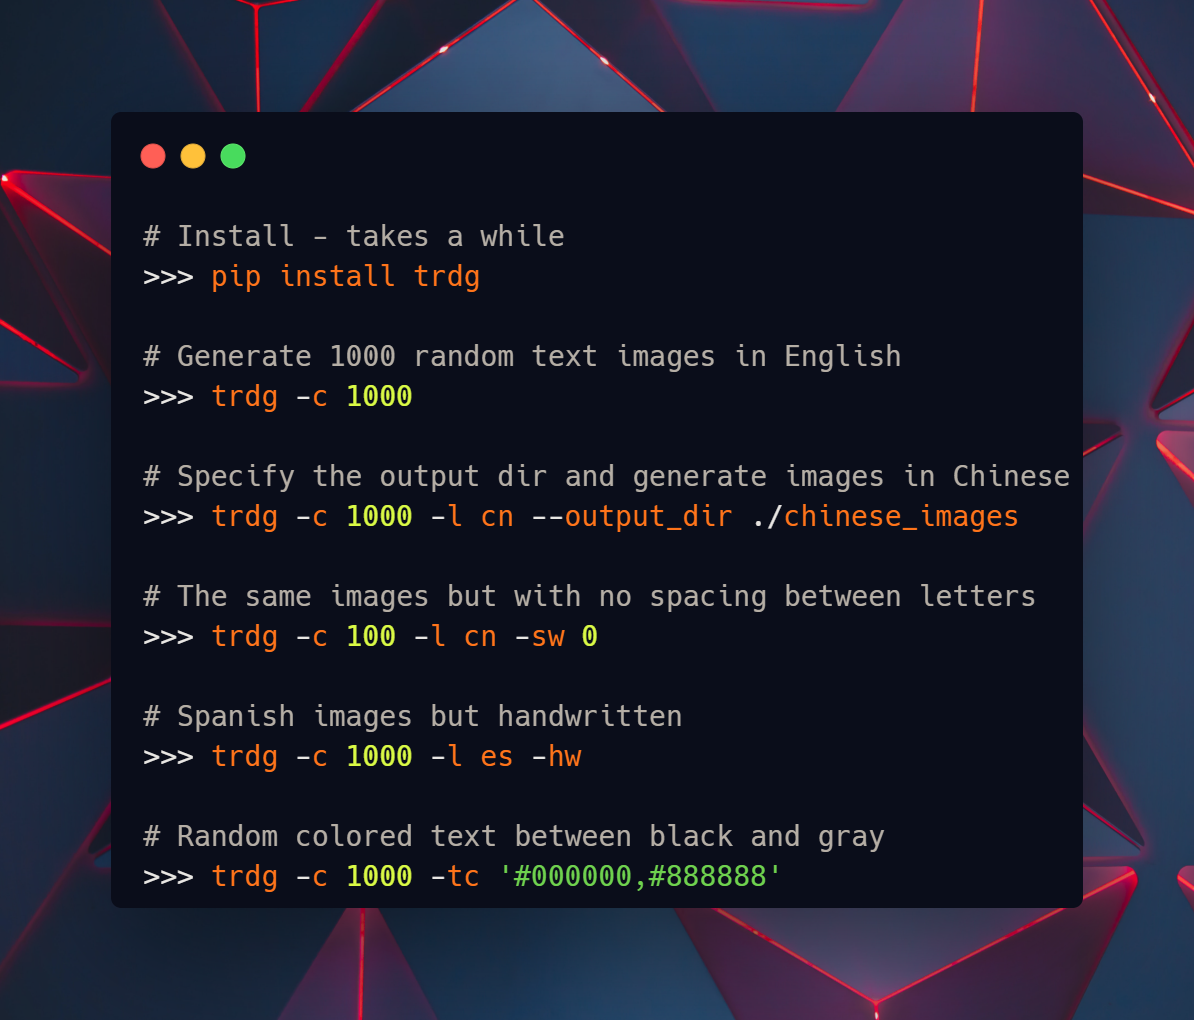 # Install - takes a while
>>> pip install trdg
# Generate 1000 random text images in English
>>> trdg -c 1000
# Specify the output dir and generate images in Chinese
>>> trdg -c 1000 -l cn --output_dir ./chinese_images
# The same images but with no spacing between letters
>>> trdg -c 100 -l cn -sw 0
# Spanish images but handwritten
>>> trdg -c 1000 -l es -hw
# Random colored text between black and gray
>>> trdg -c 1000 -tc '#000000,#888888'